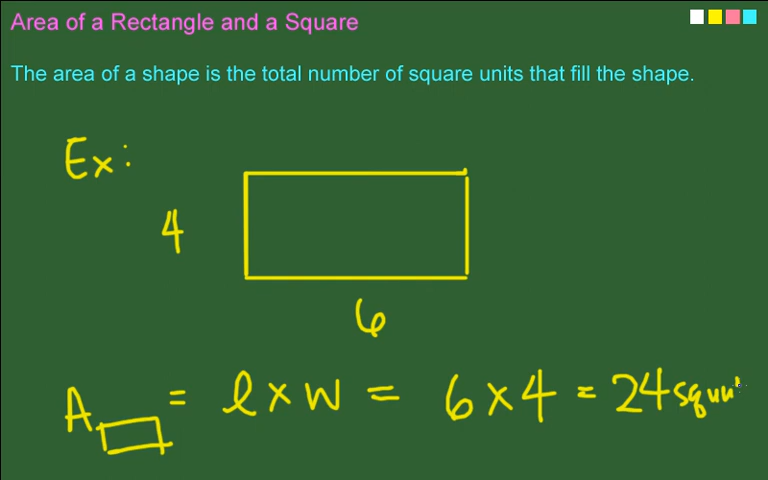 Area of a Rectangle and a Square
The area of a shape is the total number of square units that fill the shape.
Ex:
4
6
A = l x w = 6 x 4 = 24 sq